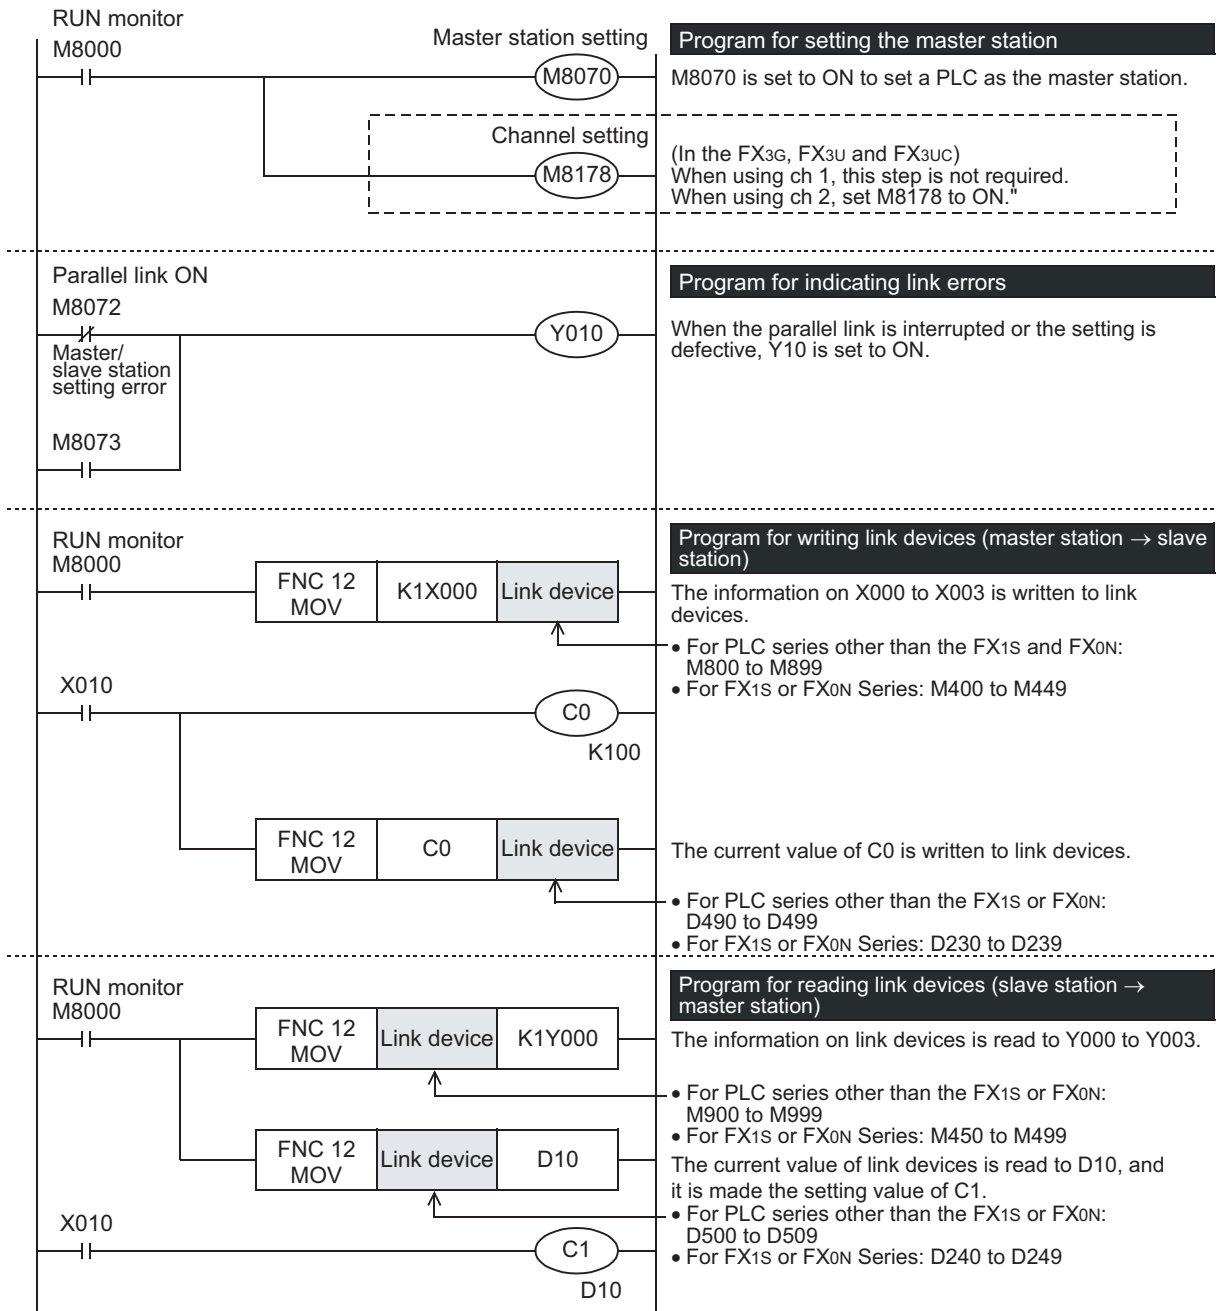 RUN monitor
M8000
Master station setting
M8070
Program for setting the master station
M8070 is set to ON to set a PLC as the master station.
Channel setting
M8178
(In the FX3G, FX3U and FX3UC)
When using ch 1, this step is not required.
When using ch 2, set M8178 to ON."
Parallel link ON
M8072
Y010
Master/
slave station
setting error
M8073
Program for indicating link errors
When the parallel link is interrupted or the setting is
defective, Y10 is set to ON.
RUN monitor
M8000
FNC 12
MOV
K1X000
Link device
Program for writing link devices (master station → slave
station)
The information on X000 to X003 is written to link
devices.
• For PLC series other than the FX1S and FX0N:
M800 to M899
• For FX1S or FX0N Series: M400 to M449
X010
C0
K100
FNC 12
MOV
C0
Link device
The current value of C0 is written to link devices.
• For PLC series other than the FX1S or FX0N:
D490 to D499
• For FX1S or FX0N Series: D230 to D239
RUN monitor
M8000
FNC 12
MOV
Link device
K1Y000
Program for reading link devices (slave station →
master station)
The information on link devices is read to Y000 to Y003.
• For PLC series other than the FX1S or FX0N:
M900 to M999
• For FX1S or FX0N Series: M450 to M499
FNC 12
MOV
Link device
D10
The current value of link devices is read to D10, and
it is made the setting value of C1.
• For PLC series other than the FX1S or FX0N:
D500 to D509
• For FX1S or FX0N Series: D240 to D249
X010
C1
D10